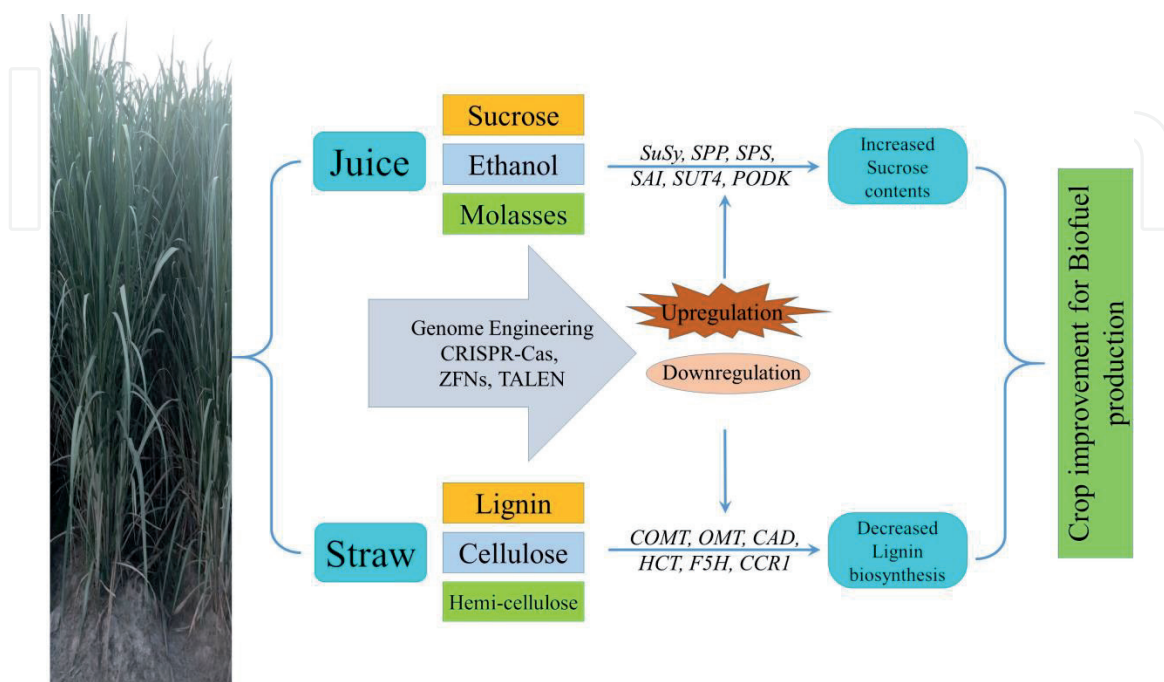 Juice
Sucrose
Ethanol
Molasses
SuSy, SPP, SPS,
SAI, SUT4, PODK
Increased
Sucrose
contents
Genome Engineering
CRISPR-Cas,
ZFNs, TALEN
Upregulation
Downregulation
Straw
Lignin
Cellulose
Hemi-cellulose
COMT, OMT, CAD,
HCT, F5H, CCR1
Decreased
Lignin
biosynthesis
Crop improvement for Biofuel
production